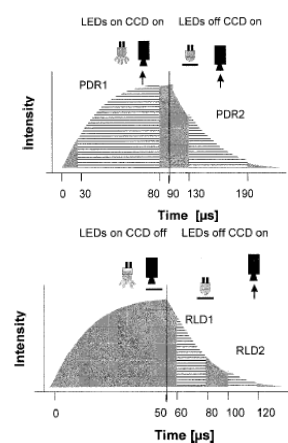 LEDs on CCD on LEDs off CCD on
PDR1
PDR2
Intensity
0 30 80 90 130 190
Time [µs]
LEDs on CCD off LEDs off CCD on
RLD1
RLD2
Intensity
0 50 60 80 100 120
Time [µs]